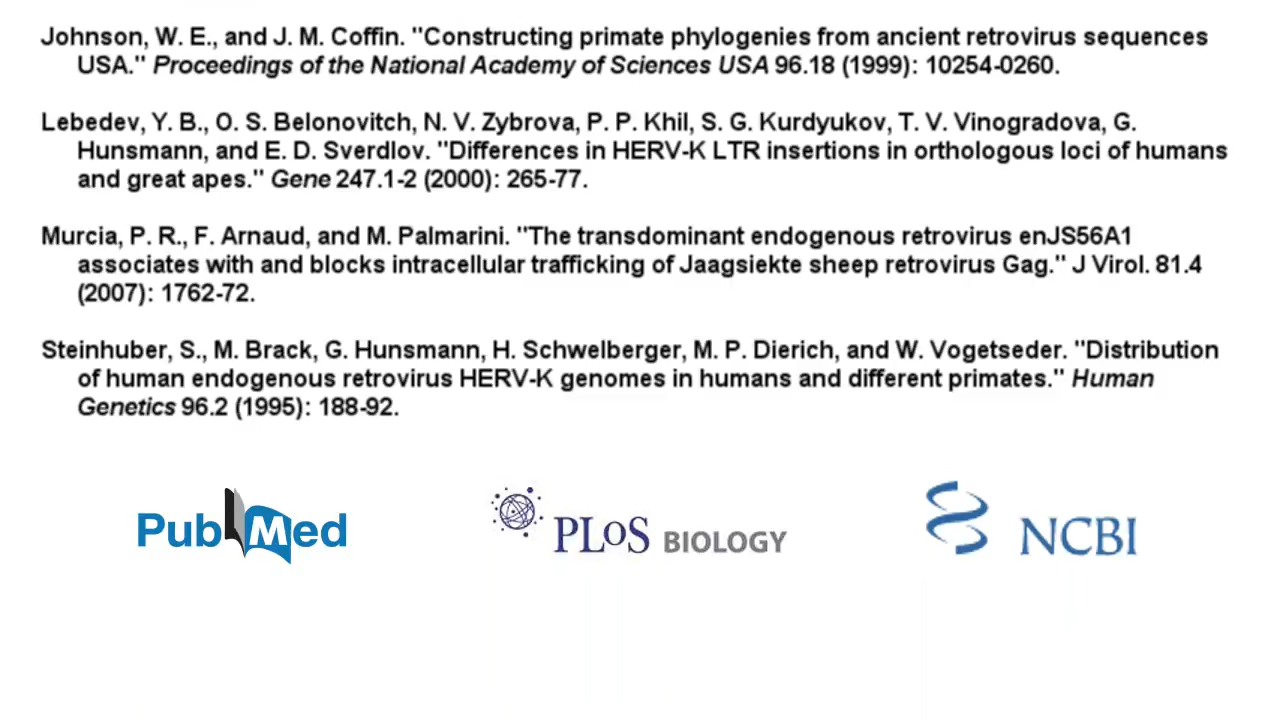 Johnson, W. E., and J. M. Coffin. "Constructing primate phylogenies from ancient retrovirus sequences
USA." Proceedings of the National Academy of Sciences USA 96.18 (1999): 10254-0260.
Lebedev, Y. B., O. S. Belonovitch, N. V. Zybrova, P. P. Khil, S. G. Kurdyukov, T. V. Vinogradova, G.
Hunsmann, and E. D. Sverdlov. "Differences in HERV-K LTR insertions in orthologous loci of humans
and great apes." Gene 247.1-2 (2000): 265-77.
Murcia, P. R., F. Arnaud, and M. Palmarini. "The transdominant endogenous retrovirus enJS56A1
associates with and blocks intracellular trafficking of Jaagsiekte sheep retrovirus Gag." J Virol. 81.4
(2007): 1762-72.
Steinhuber, S., M. Brack, G. Hunsmann, H. Schwelberger, M. P. Dierich, and W. Vogetseder. "Distribution
of human endogenous retrovirus HERV-K genomes in humans and different primates." Human
Genetics 96.2 (1995): 188-92.
PubMed PLoS BIOLOGY NCBI